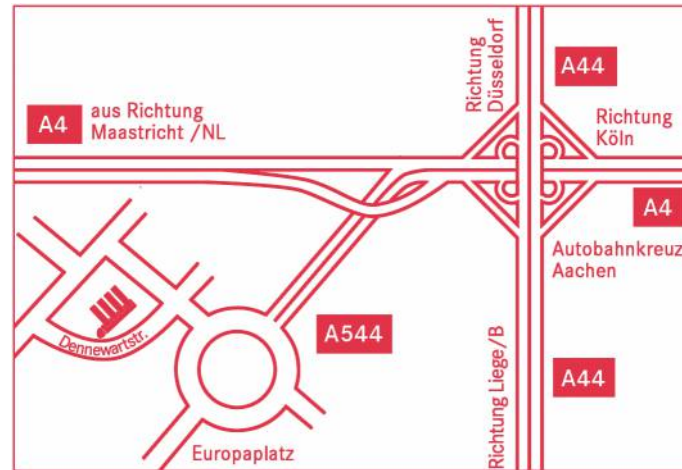 A4
aus Richtung
Maastricht /NL
Richtung
Düsseldorf
A44
Richtung
Köln
A4
Autobahnkreuz
Aachen
Dennewartstr.
A544
Europaplatz
Richtung Liege/B
A44